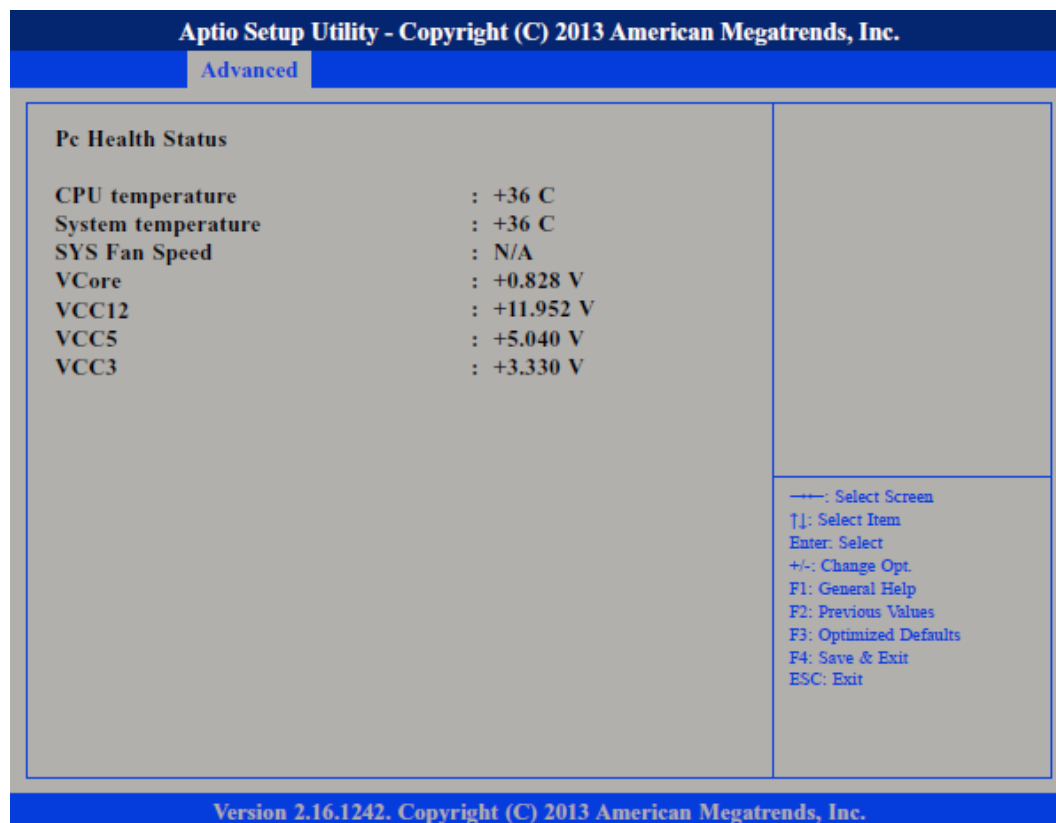 Aptio Setup Utility - Copyright (C) 2013 American Megatrends, Inc.
Advanced
Pc Health Status
CPU temperature : +36 C
System temperature : +36 C
SYS Fan Speed : N/A
VCore : +0.828 V
VCC12 : +11.952 V
VCC5 : +5.040 V
VCC3 : +3.330 V
→←: Select Screen
↑↓: Select Item
Enter: Select
+/-: Change Opt.
F1: General Help
F2: Previous Values
F3: Optimized Defaults
F4: Save & Exit
ESC: Exit
Version 2.16.1242. Copyright (C) 2013 American Megatrends, Inc.